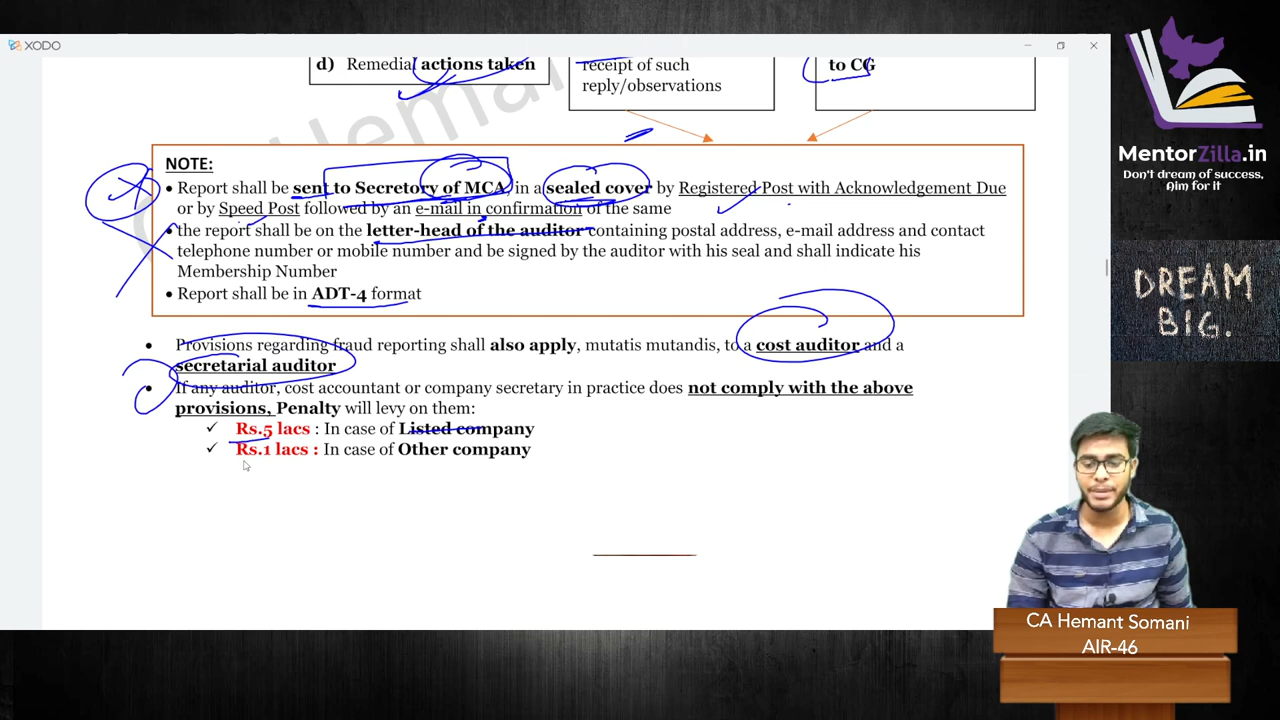 XODO
d) Remedial actions taken
receipt of such
reply/observations
to CG
Hemant
NOTE:
• Report shall be sent to Secretory of MCA in a sealed cover by Registered Post with Acknowledgement Due
or by Speed Post followed by an e-mail in confirmation of the same
• the report shall be on the letter-head of the auditor containing postal address, e-mail address and contact
telephone number or mobile number and be signed by the auditor with his seal and shall indicate his
Membership Number
• Report shall be in ADT-4 format
• Provisions regarding fraud reporting shall also apply, mutatis mutandis, to a cost auditor and a
secretarial auditor
• If any auditor, cost accountant or company secretary in practice does not comply with the above
provisions, Penalty will levy on them:
✓ Rs.5 lacs : In case of Listed company
✓ Rs.1 lacs : In case of Other company
MentorZilla.in
Don't dream of success,
Aim for it
DREAM
BIG.
CA Hemant Somani
AIR-46